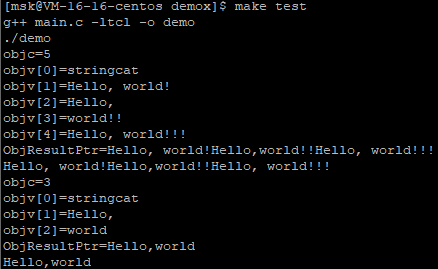 [msk@VM-16-16-centos demox]$ make test
g++ main.c -ltcl -o demo
./demo
objc=5
objv[0]=stringcat
objv[1]=Hello, world!
objv[2]=Hello,
objv[3]=world!!
objv[4]=Hello, world!!!
ObjResultPtr=Hello, world!Hello,world!!Hello, world!!!
Hello, world!Hello,world!!Hello, world!!!
objc=3
objv[0]=stringcat
objv[1]=Hello,
objv[2]=world
ObjResultPtr=Hello,world
Hello,world